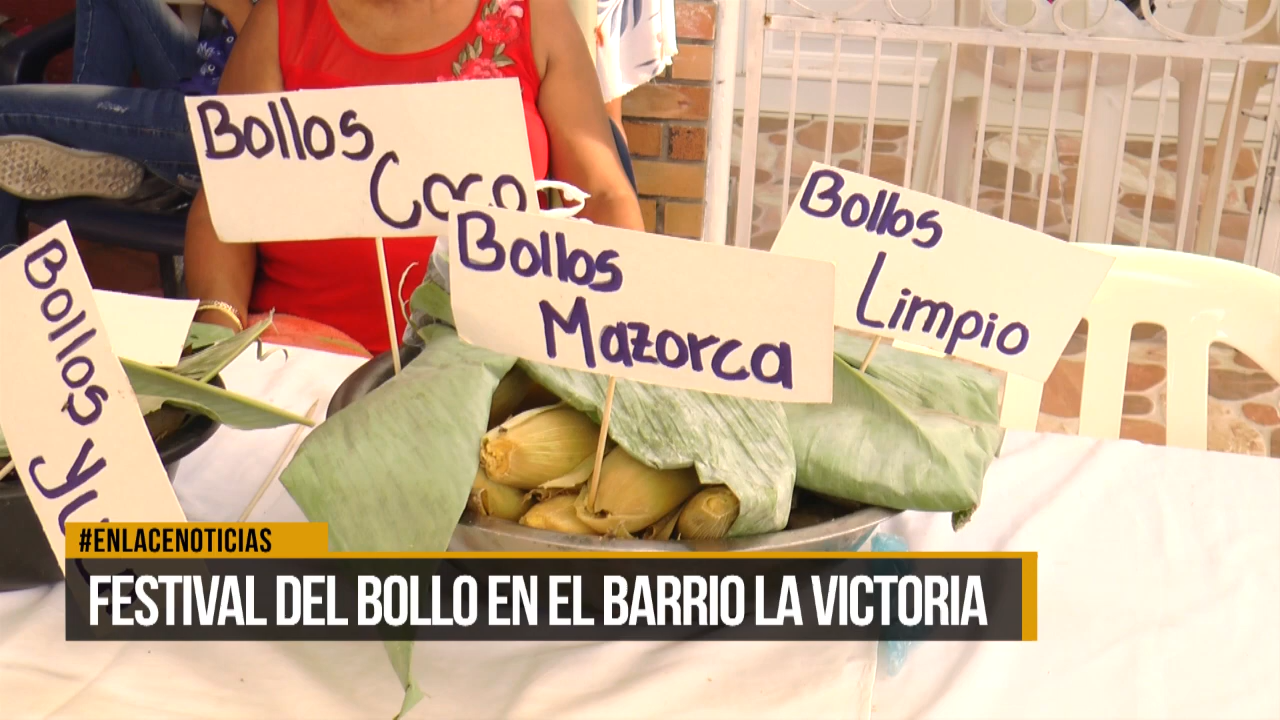 Bollos
Coco
Bollos
Mazorca
Bollos
Limpio
Bollos
#ENLACENOTICIAS
FESTIVAL DEL BOLLO EN EL BARRIO LA VICTORIA